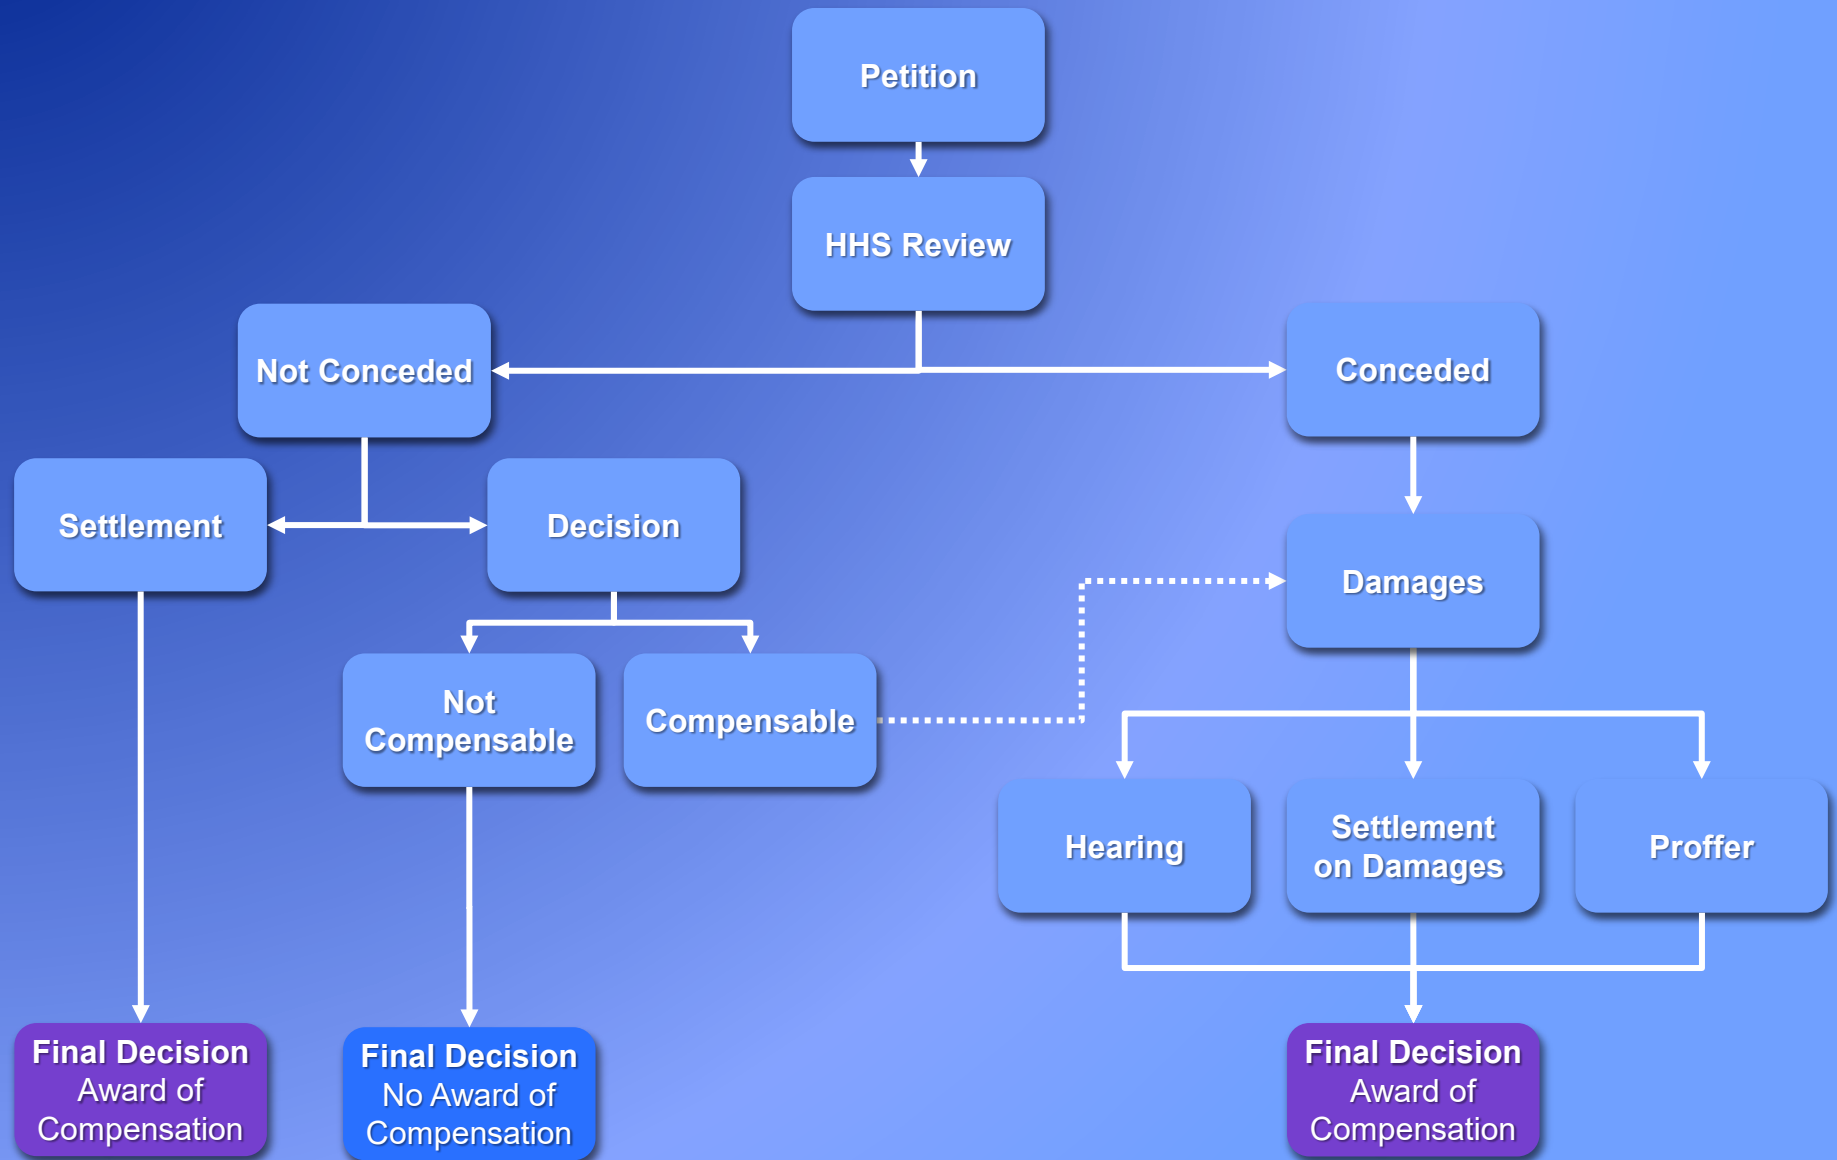 Petition
HHS Review
Not Conceded
Conceded
Settlement
Decision
Damages
Not
Compensable
Compensable
Hearing
Settlement
on Damages
Proffer
Final Decision
Award of
Compensation
Final Decision
No Award of
Compensation
Final Decision
Award of
Compensation